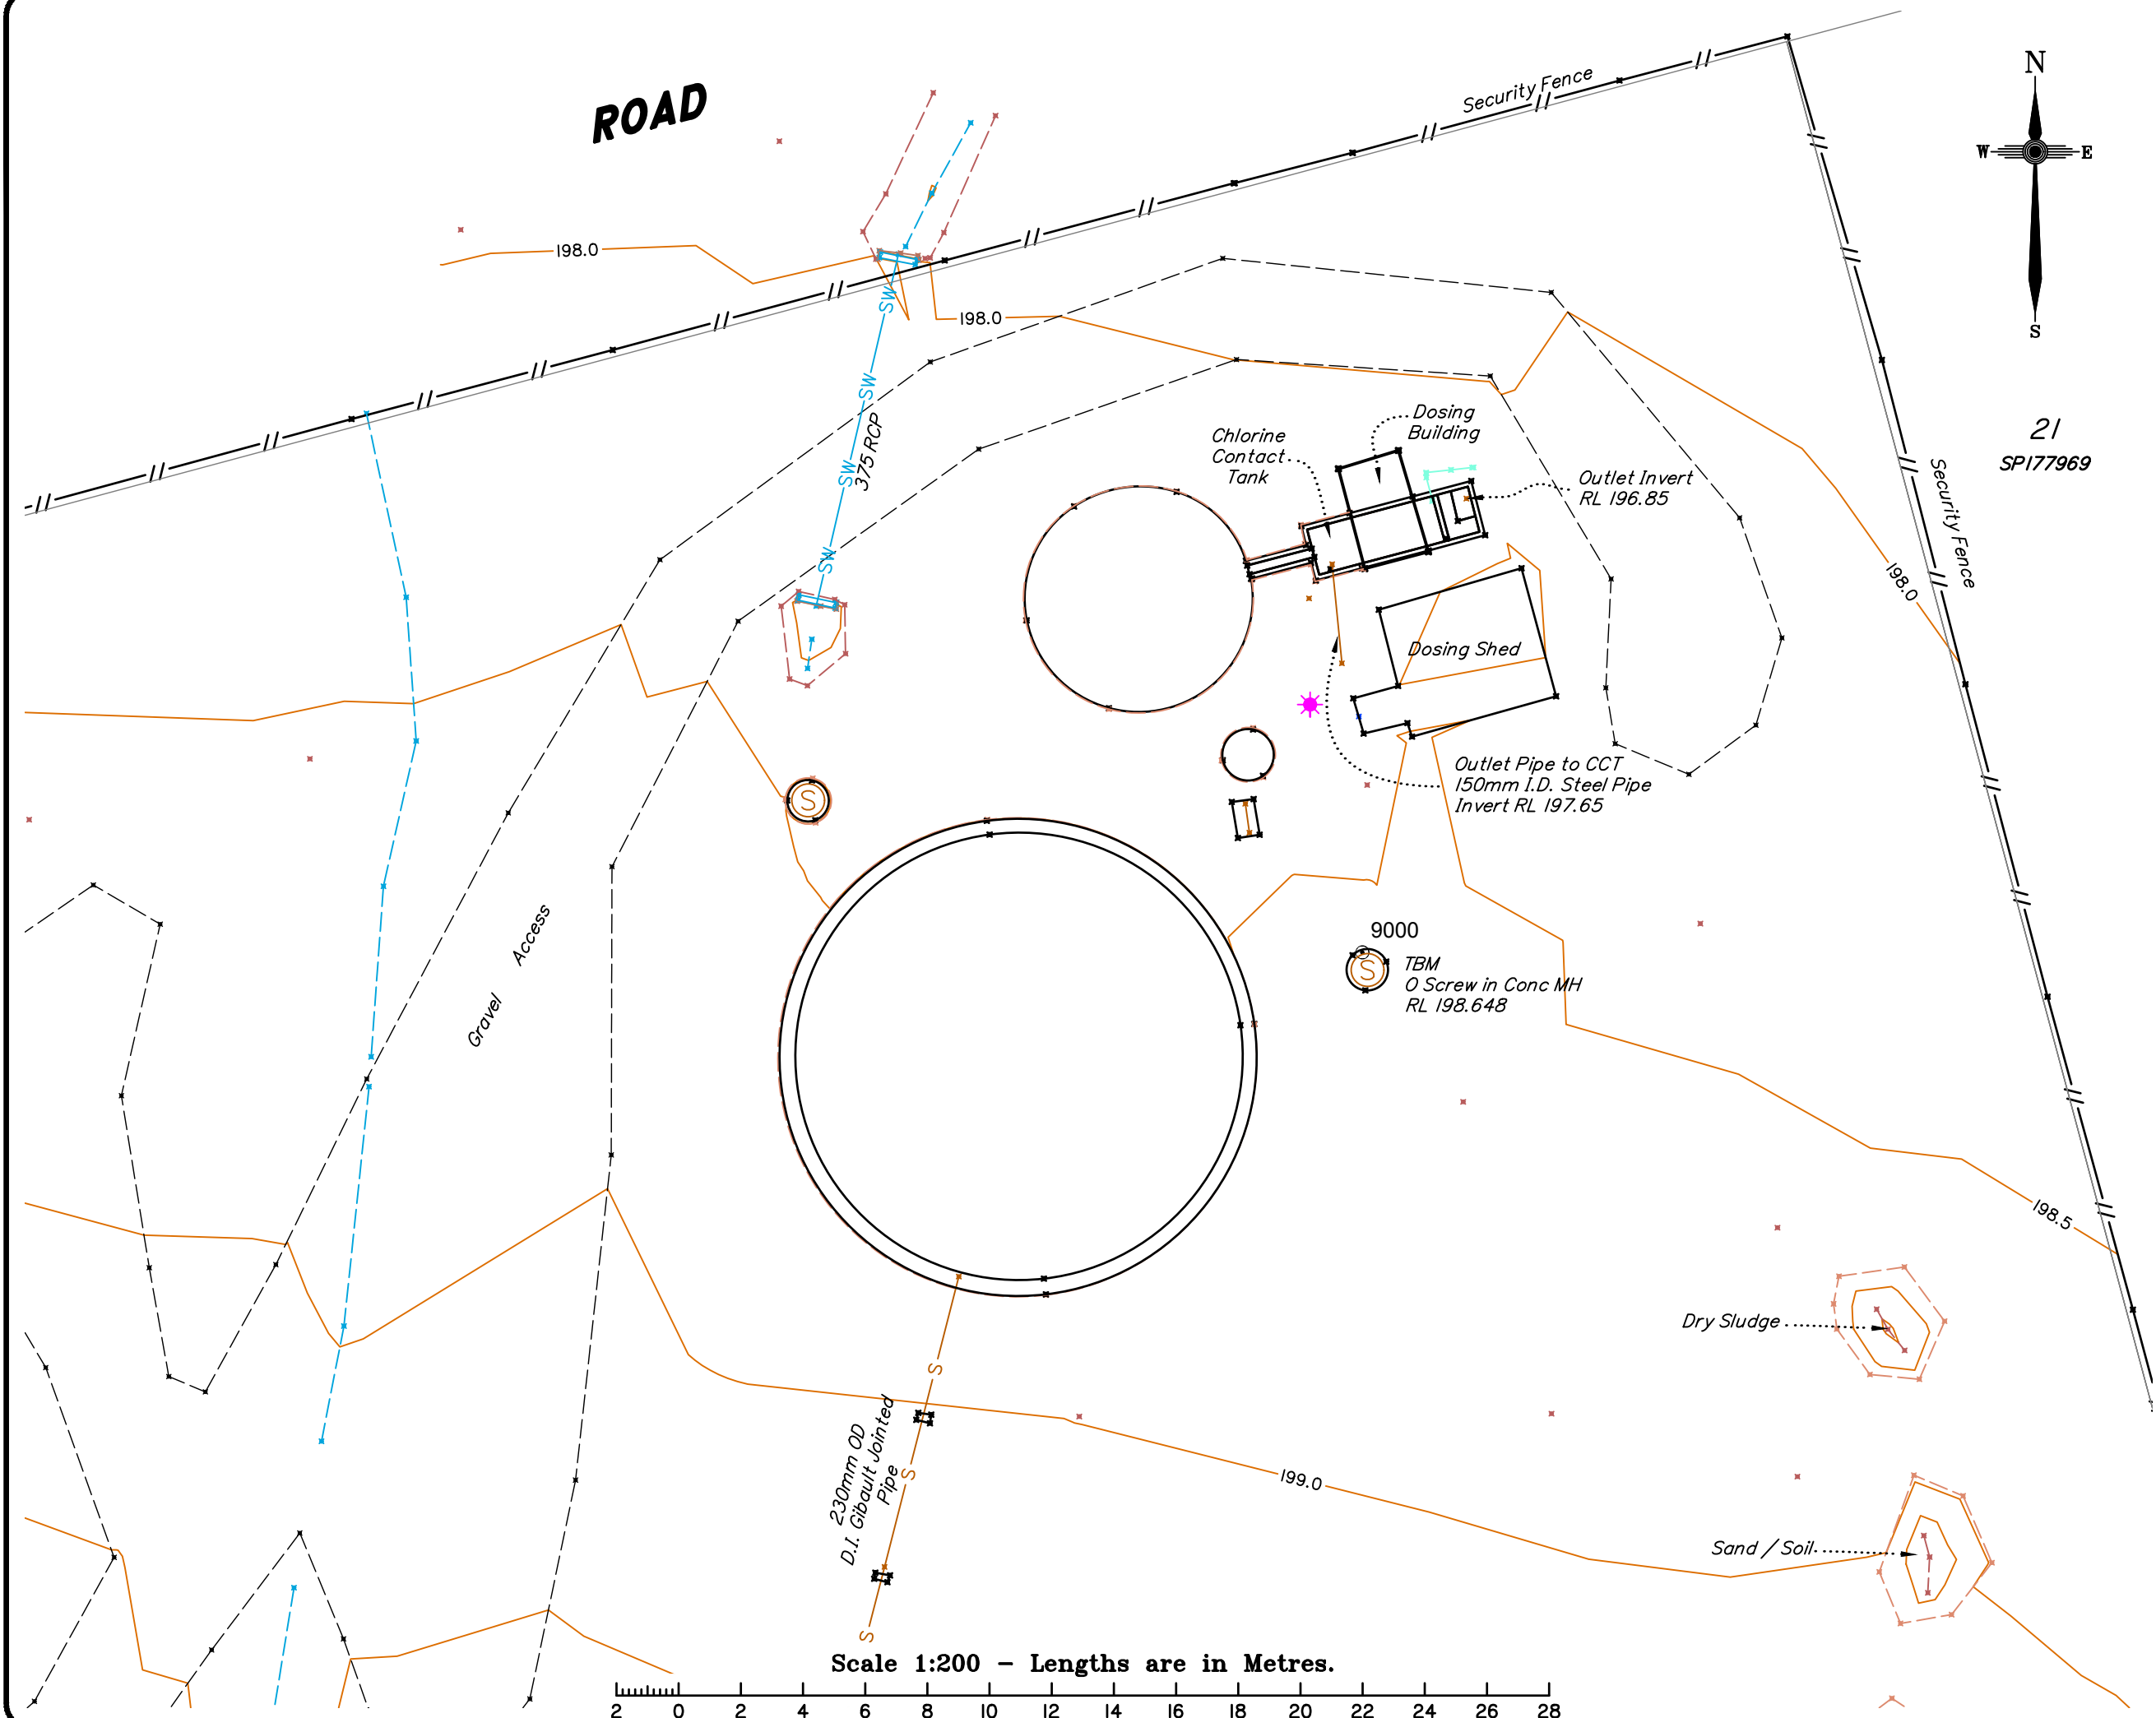 ROAD
Security Fence
N
W
E
S
198.0
198.0
SW
SW
SW
SW
375 RCP
Dosing
Building
Chlorine
Contact
Tank
Outlet Invert
RL 196.85
21
SP177969
Security Fence
198.0
Dosing Shed
Outlet Pipe to CCT
150mm I.D. Steel Pipe
Invert RL 197.65
S
Gravel Access
9000
S
TBM
O Screw in Conc MH
RL 198.648
198.5
Dry Sludge
S
230mm OD
D.I. Gibault Jointed
Pipe
S
199.0
Sand / Soil
S
Scale 1:200 – Lengths are in Metres.
2 0 2 4 6 8 10 12 14 16 18 20 22 24 26 28